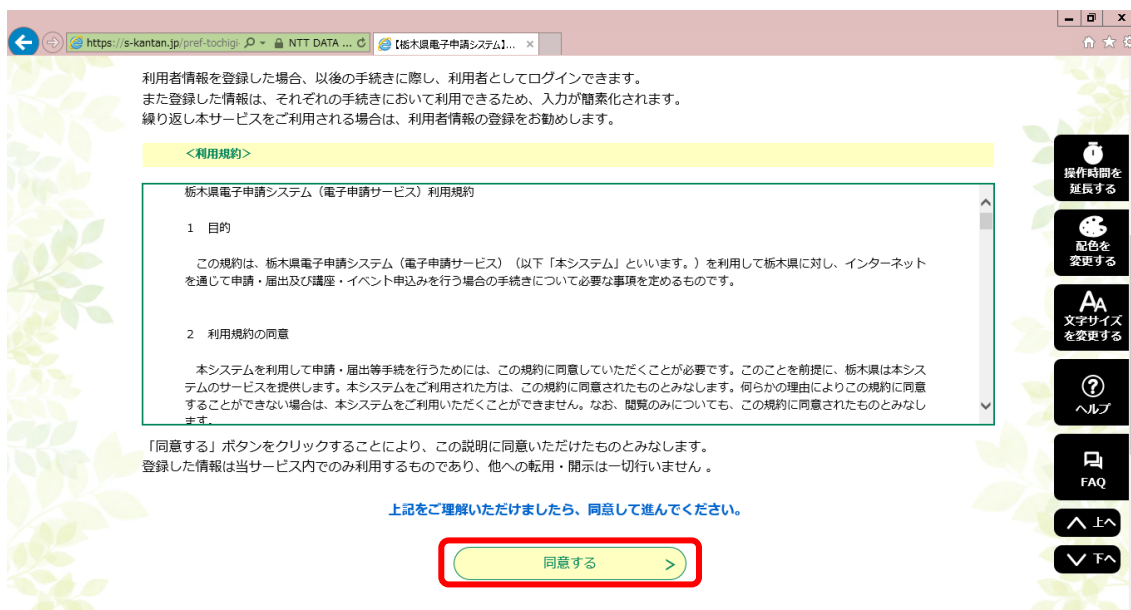 https://s-kantan.jp/pref-tochigi-
NTT DATA ...
【栃木県電子申請システム】...
利用者情報を登録した場合、以後の手続きに際し、利用者としてログインできます。
また登録した情報は、それぞれの手続きにおいて利用できるため、入力が簡素化されます。
繰り返し本サービスをご利用される場合は、利用者情報の登録をお勧めします。
<利用規約>
栃木県電子申請システム（電子申請サービス）利用規約
1 目的
この規約は、栃木県電子申請システム（電子申請サービス）（以下「本システム」といいます。）を利用して栃木県に対し、インターネット
を通じて申請・届出及び講座・イベント申込みを行う場合の手続きについて必要な事項を定めるものです。
2 利用規約の同意
本システムを利用して申請・届出等手続を行うためには、この規約に同意していただくことが必要です。このことを前提に、栃木県は本シス
テムのサービスを提供します。本システムをご利用された方は、この規約に同意されたものとみなします。何らかの理由によりこの規約に同意
することができない場合は、本システムをご利用いただくことができません。なお、閲覧のみについても、この規約に同意されたものとみなし
ます。
「同意する」ボタンをクリックすることにより、この説明に同意いただけたものとみなします。
登録した情報は当サービス内でのみ利用するものであり、他への転用・開示は一切行いません 。
上記をご理解いただけましたら、同意して進んでください。
同意する >
操作時間を
延長する
配色を
変更する
AA
文字サイズ
を変更する
?
ヘルプ
FAQ
上へ
下へ